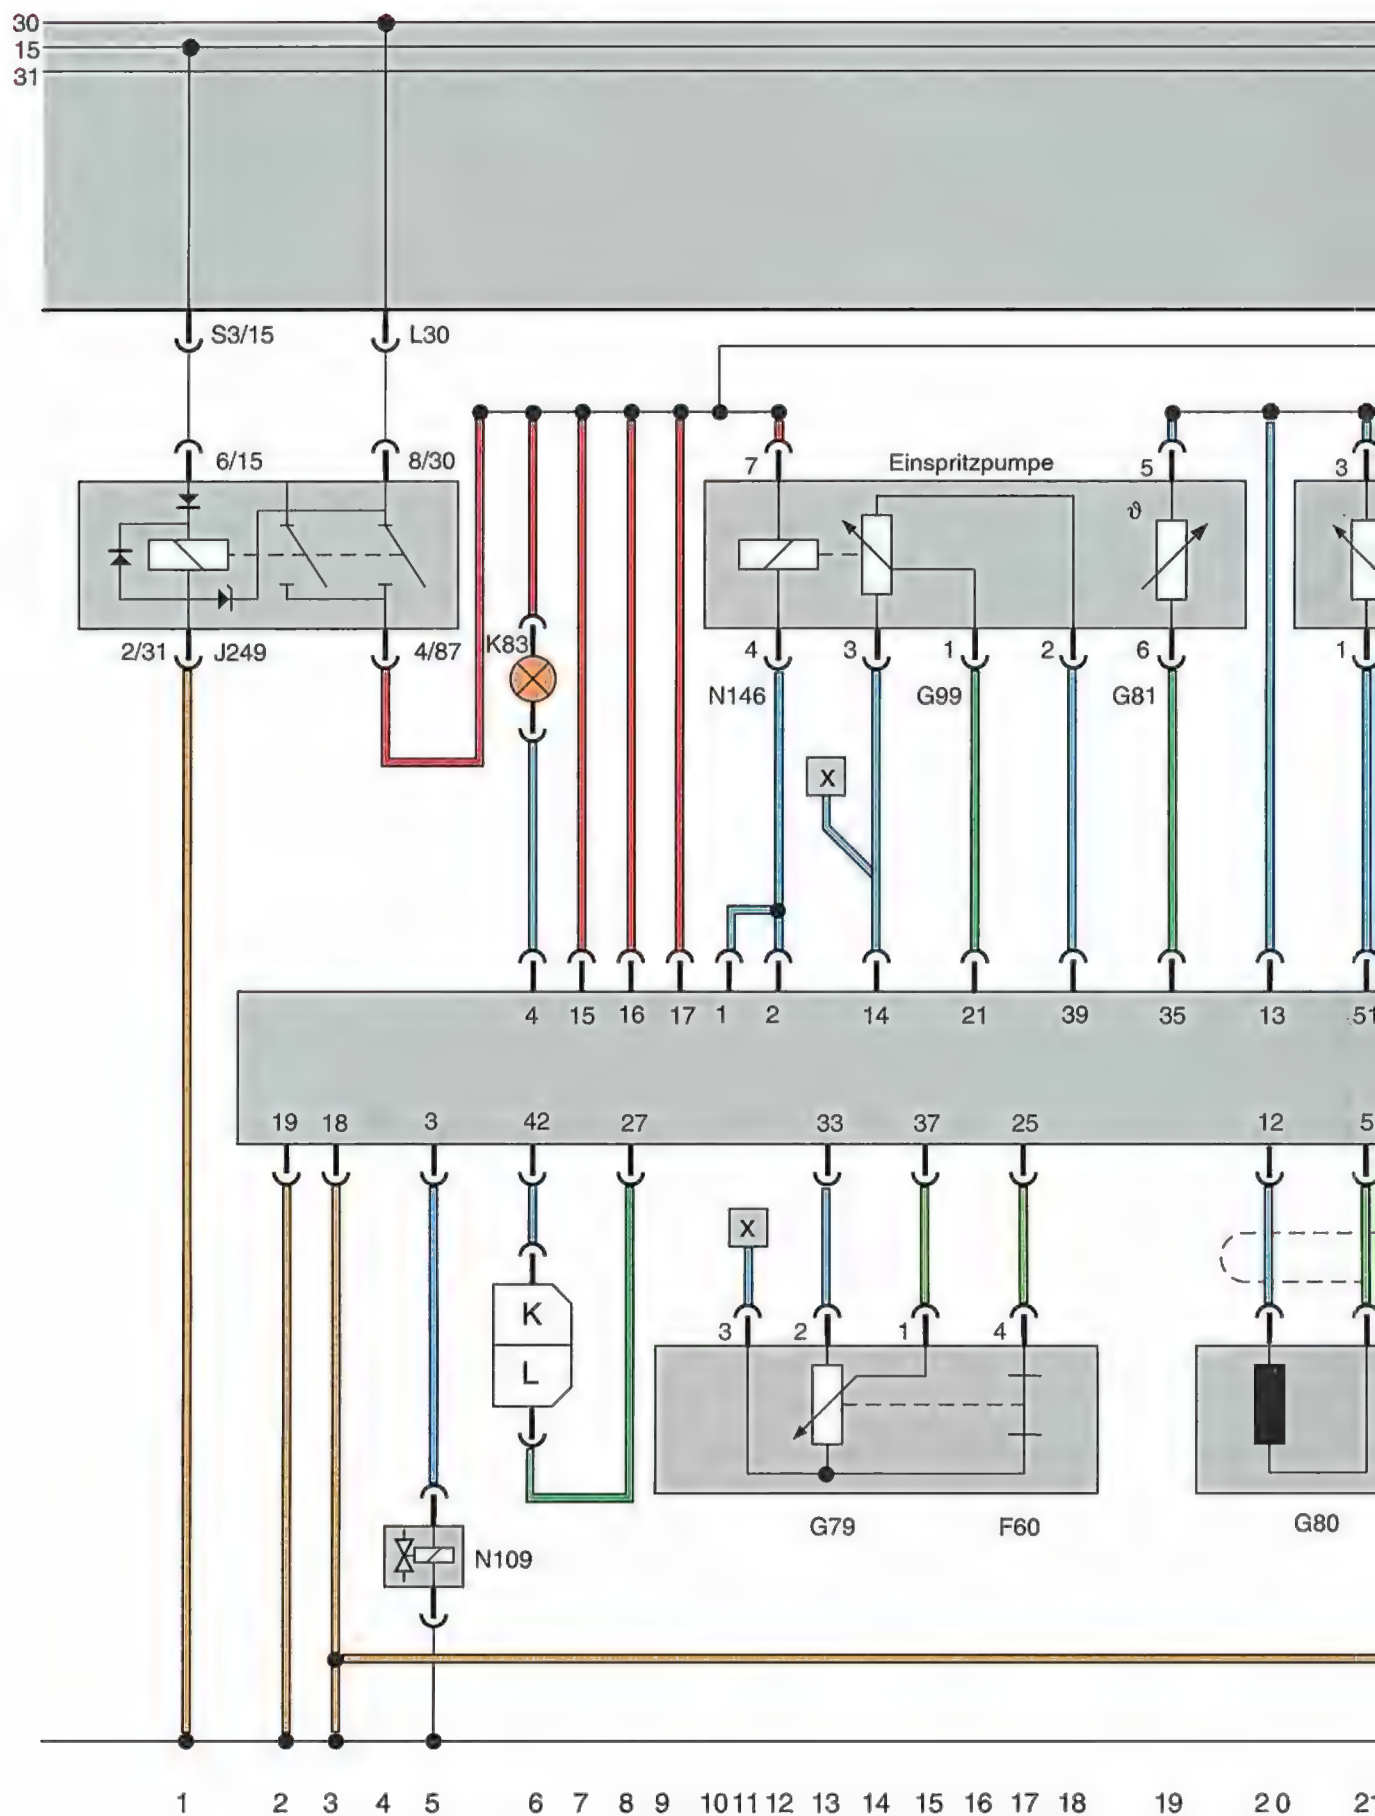 30
15
31
S3/15 L30
6/15 8/30 7 Einspritzpumpe 5 3
ϑ
2/31 J249 4/87 K83 4 3 1 2 6 1
N146 G99 G81
X
4 15 16 17 1 2 14 21 39 35 13 51
19 18 3 42 27 33 37 25 12 5
X
K
L
3 2 1 4
G79 F60 G80
N109
1 2 3 4 5 6 7 8 9 10 11 12 13 14 15 16 17 18 19 20 21